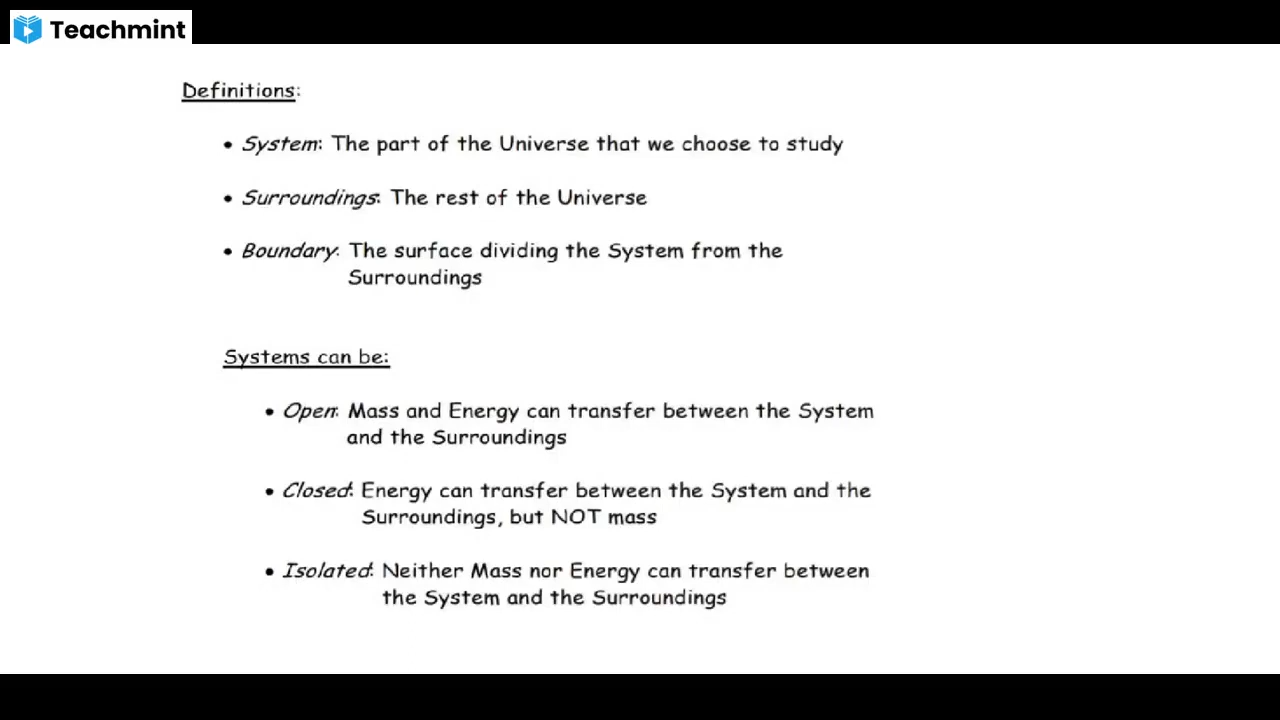 Teachmint
Definitions:
• System: The part of the Universe that we choose to study
• Surroundings: The rest of the Universe
• Boundary: The surface dividing the System from the
Surroundings
Systems can be:
• Open: Mass and Energy can transfer between the System
and the Surroundings
• Closed: Energy can transfer between the System and the
Surroundings, but NOT mass
• Isolated: Neither Mass nor Energy can transfer between
the System and the Surroundings